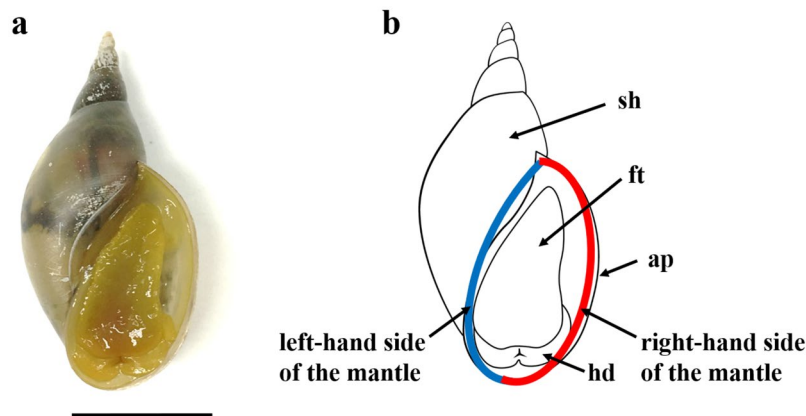 a
b
sh
ft
ap
left-hand side
of the mantle
hd
right-hand side
of the mantle